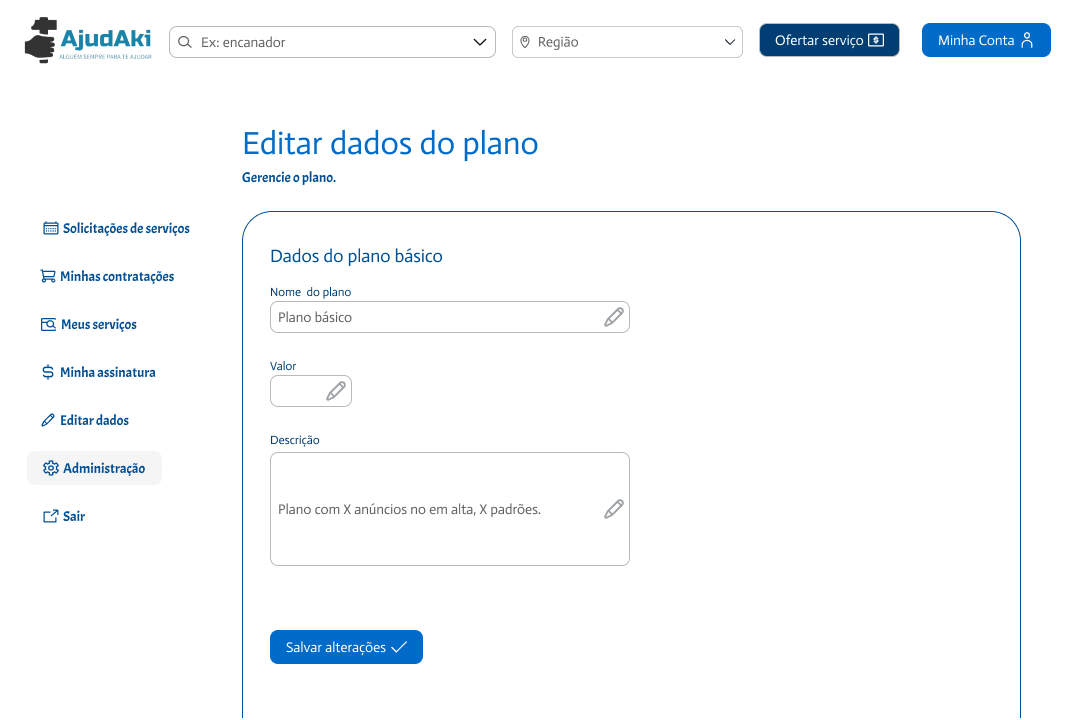 AjudAki
ALGUÉM SEMPRE PARA TE AJUDAR
Ex: encanador
Região
Ofertar serviço
Minha Conta
Editar dados do plano
Gerencie o plano.
Solicitações de serviços
Minhas contratações
Meus serviços
Minha assinatura
Editar dados
Administração
Sair
Dados do plano básico
Nome do plano
Plano básico
Valor
Descrição
Plano com X anúncios no em alta, X padrões.
Salvar alterações